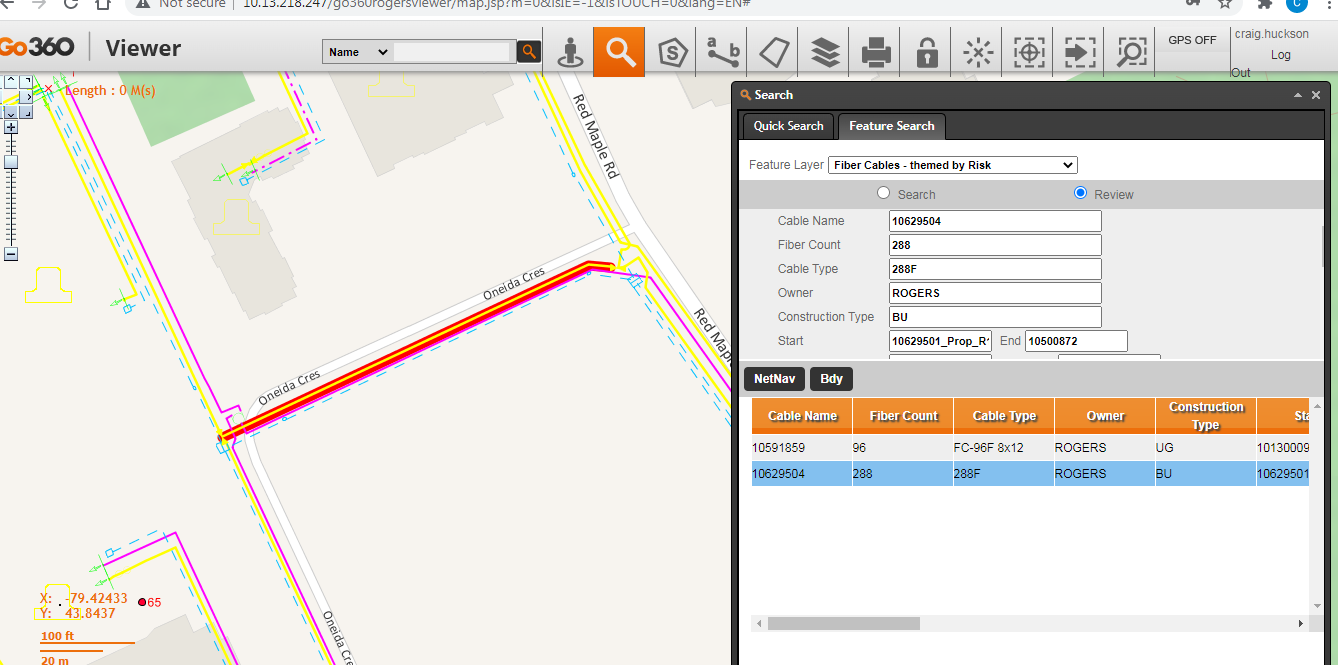 Not secure | 10.13.218.247/go360rogersviewer/map.jsp?m=0&isIE=-1&isTOUCH=0&lang=EN#
C
Go360 Viewer
Name
S
a b
GPS OFF
craig.huckson
Log
Out
Length : 0 M(s)
Red Maple Rd
Oneida Cres
Oneida Cres
Red Maple
Oneida Cres
X: -79.42433
Y: 43.8437
65
100 ft
20 m
Search
Quick Search
Feature Search
Feature Layer Fiber Cables - themed by Risk
Search Review
Cable Name 10629504
Fiber Count 288
Cable Type 288F
Owner ROGERS
Construction Type BU
Start 10629501_Prop_R End 10500872
NetNav Bdy
Cable Name Fiber Count Cable Type Owner Construction Type Sta
10591859 96 FC-96F 8x12 ROGERS UG 10130009
10629504 288 288F ROGERS BU 10629501